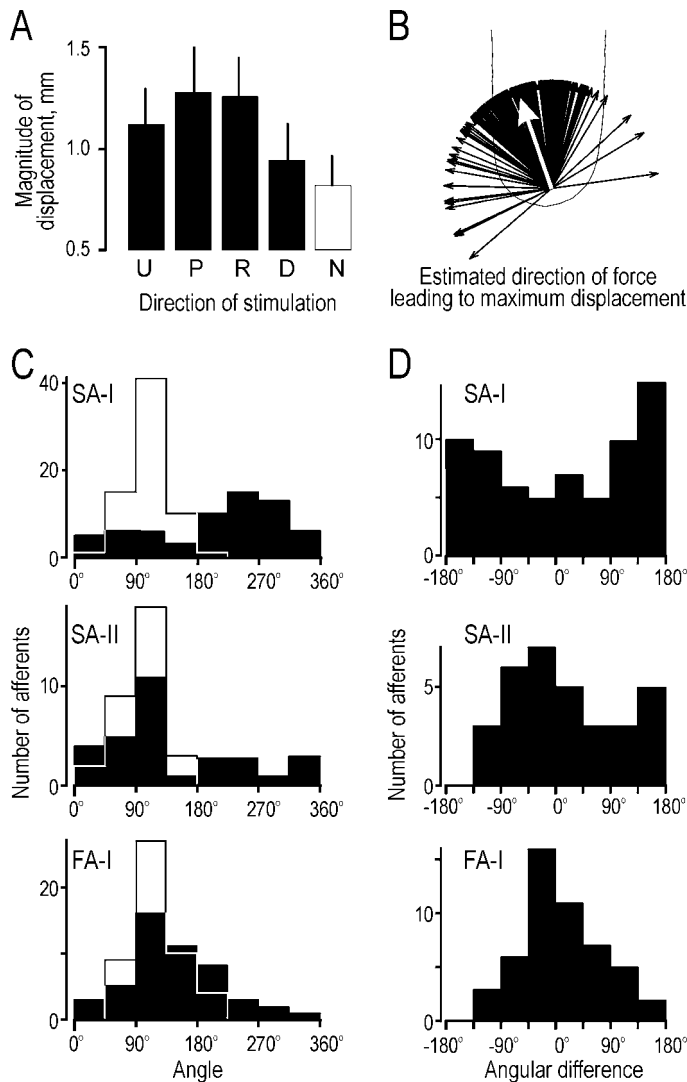 A
Magnitude of
displacement, mm
1.5
1.0
0.5
U P R D N
Direction of stimulation
B
Estimated direction of force
leading to maximum displacement
C
SA-I
40
20
0
0° 90° 180° 270° 360°
SA-II
Number of afferents
10
0
0° 90° 180° 270° 360°
FA-I
20
0
0° 90° 180° 270° 360°
Angle
D
SA-I
10
0
-180° -90° 0° 90° 180°
SA-II
Number of afferents
5
0
-180° -90° 0° 90° 180°
FA-I
10
0
-180° -90° 0° 90° 180°
Angular difference